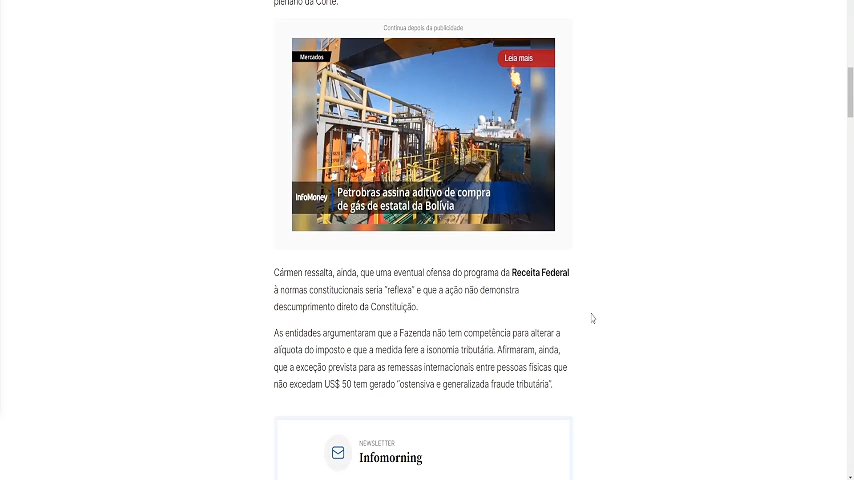 plenário da Corte.
Continua depois da publicidade
Mercados
Leia mais
InfoMoney
Petrobras assina aditivo de compra
de gás de estatal da Bolívia
Cármen ressalta, ainda, que uma eventual ofensa do programa da Receita Federal
à normas constitucionais seria “reflexa” e que a ação não demonstra
descumprimento direto da Constituição.
As entidades argumentaram que a Fazenda não tem competência para alterar a
alíquota do imposto e que a medida fere a isonomia tributária. Afirmaram, ainda,
que a exceção prevista para as remessas internacionais entre pessoas físicas que
não excedam US$ 50 tem gerado “ostensiva e generalizada fraude tributária”.
NEWSLETTER
Infomorning